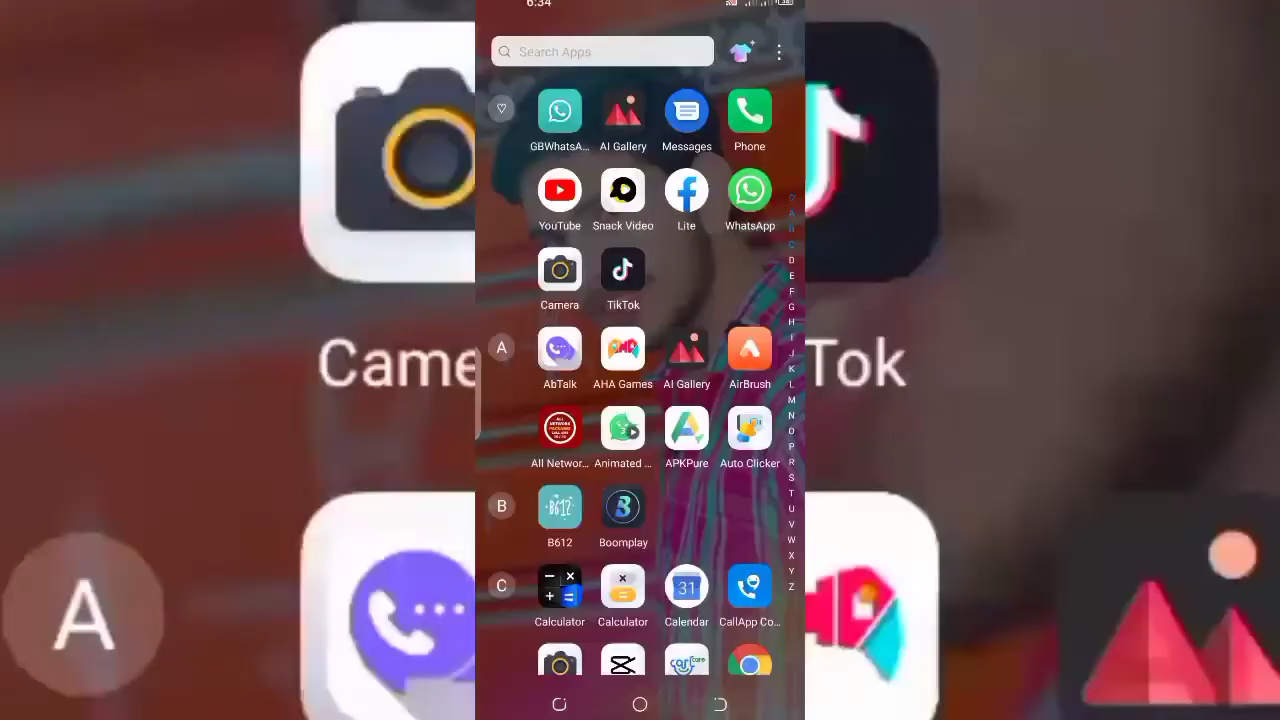 6:34
Search Apps
GBWhatsA... AI Gallery Messages Phone
YouTube Snack Video Lite WhatsApp
Camera TikTok
A AbTalk AHA Games AI Gallery AirBrush
All Networ... Animated ... APKPure Auto Clicker
B B612 Boomplay
C Calculator Calculator Calendar CallApp Co...
A
B
C
D
E
F
G
H
I
J
K
L
M
N
O
P
R
S
T
U
V
W
X
Y
Z
Came
Tok
A